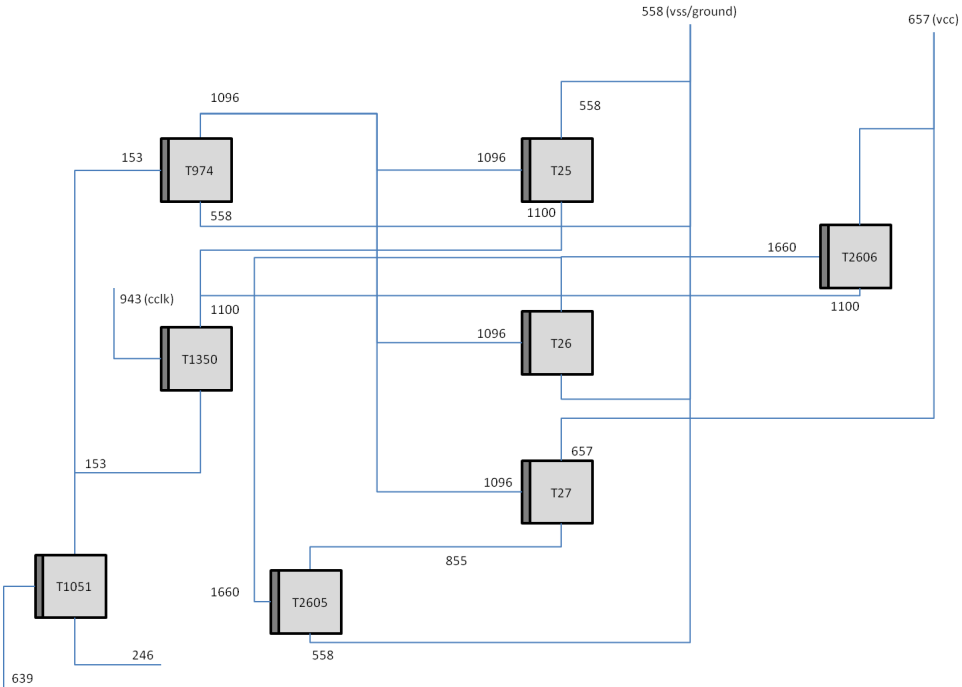 558 (vss/ground)
657 (vcc)
1096
558
153
T974
1096
T25
558
1100
1660
T2606
943 (cclk)
1100
1100
T1350
1096
T26
657
153
1096
T27
855
T1051
1660
T2605
246
558
639